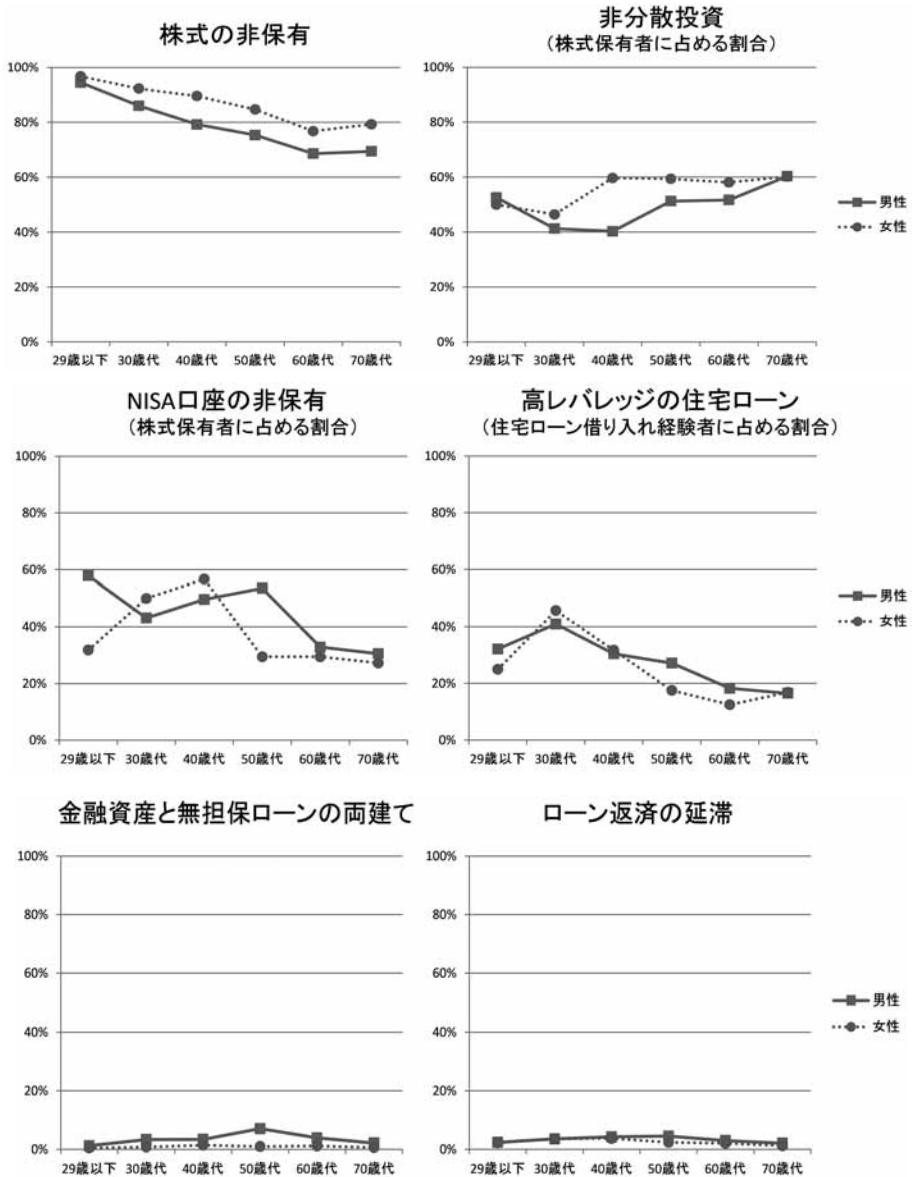 株式の非保有
100%
80%
60%
40%
20%
0%
29歳以下 30歳代 40歳代 50歳代 60歳代 70歳代
非分散投資
(株式保有者に占める割合)
100%
80%
60%
40%
20%
0%
29歳以下 30歳代 40歳代 50歳代 60歳代 70歳代
男性
女性
NISA口座の非保有
(株式保有者に占める割合)
100%
80%
60%
40%
20%
0%
29歳以下 30歳代 40歳代 50歳代 60歳代 70歳代
高レバレッジの住宅ローン
(住宅ローン借り入れ経験者に占める割合)
100%
80%
60%
40%
20%
0%
29歳以下 30歳代 40歳代 50歳代 60歳代 70歳代
男性
女性
金融資産と無担保ローンの両建て
100%
80%
60%
40%
20%
0%
29歳以下 30歳代 40歳代 50歳代 60歳代 70歳代
ローン返済の延滞
100%
80%
60%
40%
20%
0%
29歳以下 30歳代 40歳代 50歳代 60歳代 70歳代
男性
女性